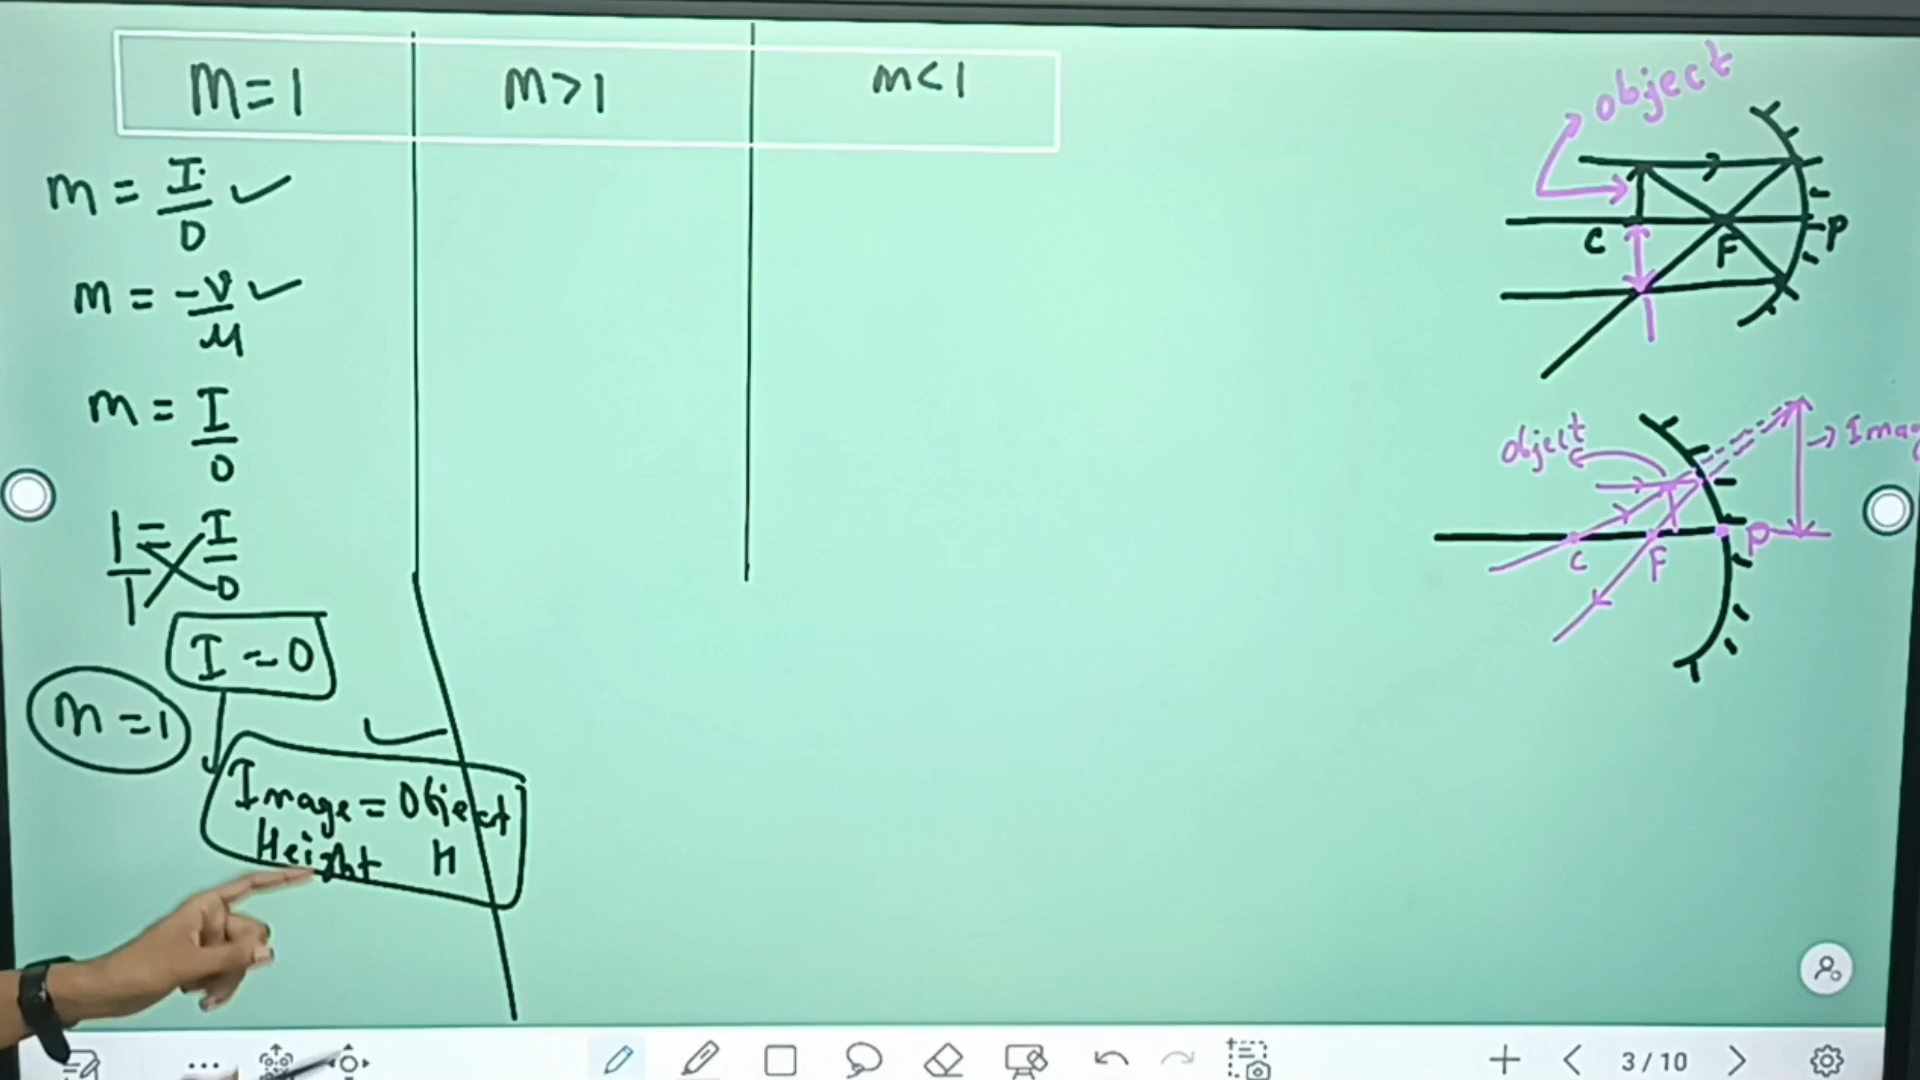 m = 1
m > 1
m < 1
m = I/O
m = -v/u
m = I/O
1/1 = I/O
I = O
m = 1
Image = Object
Height H
object
C F P
object
C F P
3 / 10